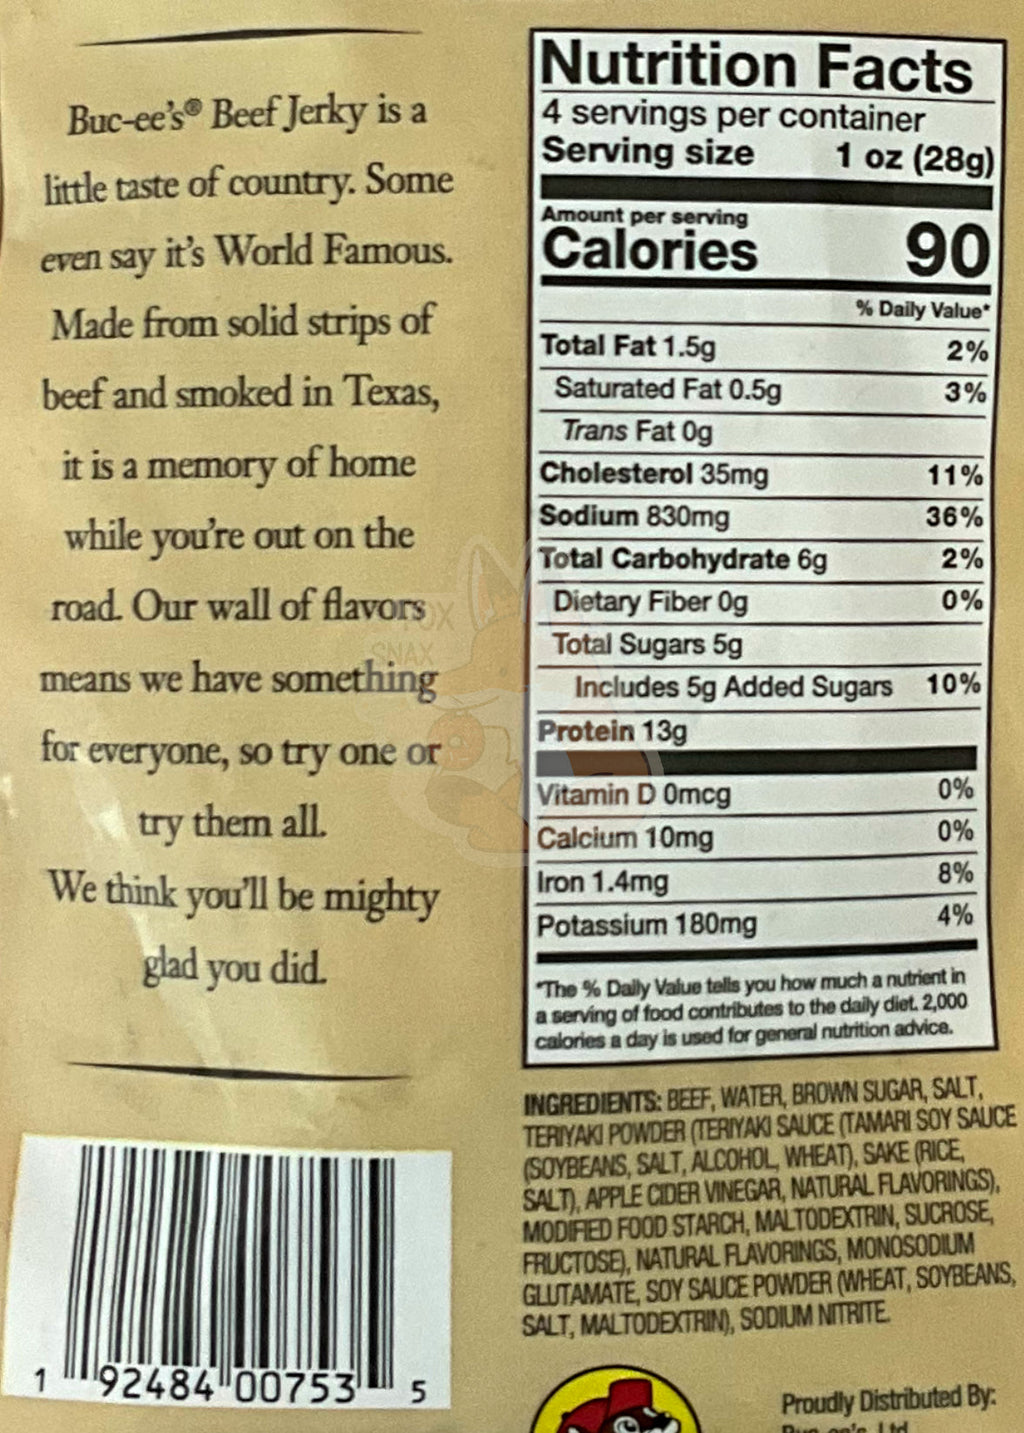 Buc-ee's® Beef Jerky is a
little taste of country. Some
even say it's World Famous.
Made from solid strips of
beef and smoked in Texas,
it is a memory of home
while you're out on the
road. Our wall of flavors
means we have something
for everyone, so try one or
try them all.
We think you'll be mighty
glad you did.
1 92484 00753 5
Nutrition Facts
4 servings per container
Serving size 1 oz (28g)
Amount per serving
Calories 90
% Daily Value*
Total Fat 1.5g 2%
Saturated Fat 0.5g 3%
Trans Fat 0g
Cholesterol 35mg 11%
Sodium 830mg 36%
Total Carbohydrate 6g 2%
Dietary Fiber 0g 0%
Total Sugars 5g
Includes 5g Added Sugars 10%
Protein 13g
Vitamin D 0mcg 0%
Calcium 10mg 0%
Iron 1.4mg 8%
Potassium 180mg 4%
*The % Daily Value tells you how much a nutrient in
a serving of food contributes to the daily diet. 2,000
calories a day is used for general nutrition advice.
INGREDIENTS: BEEF, WATER, BROWN SUGAR, SALT,
TERIYAKI POWDER (TERIYAKI SAUCE (TAMARI SOY SAUCE
(SOYBEANS, SALT, ALCOHOL, WHEAT), SAKE (RICE,
SALT), APPLE CIDER VINEGAR, NATURAL FLAVORINGS),
MODIFIED FOOD STARCH, MALTODEXTRIN, SUCROSE,
FRUCTOSE), NATURAL FLAVORINGS, MONOSODIUM
GLUTAMATE, SOY SAUCE POWDER (WHEAT, SOYBEANS,
SALT, MALTODEXTRIN), SODIUM NITRITE.
Proudly Distributed By:
Buc-ee's, Ltd.
SNAX